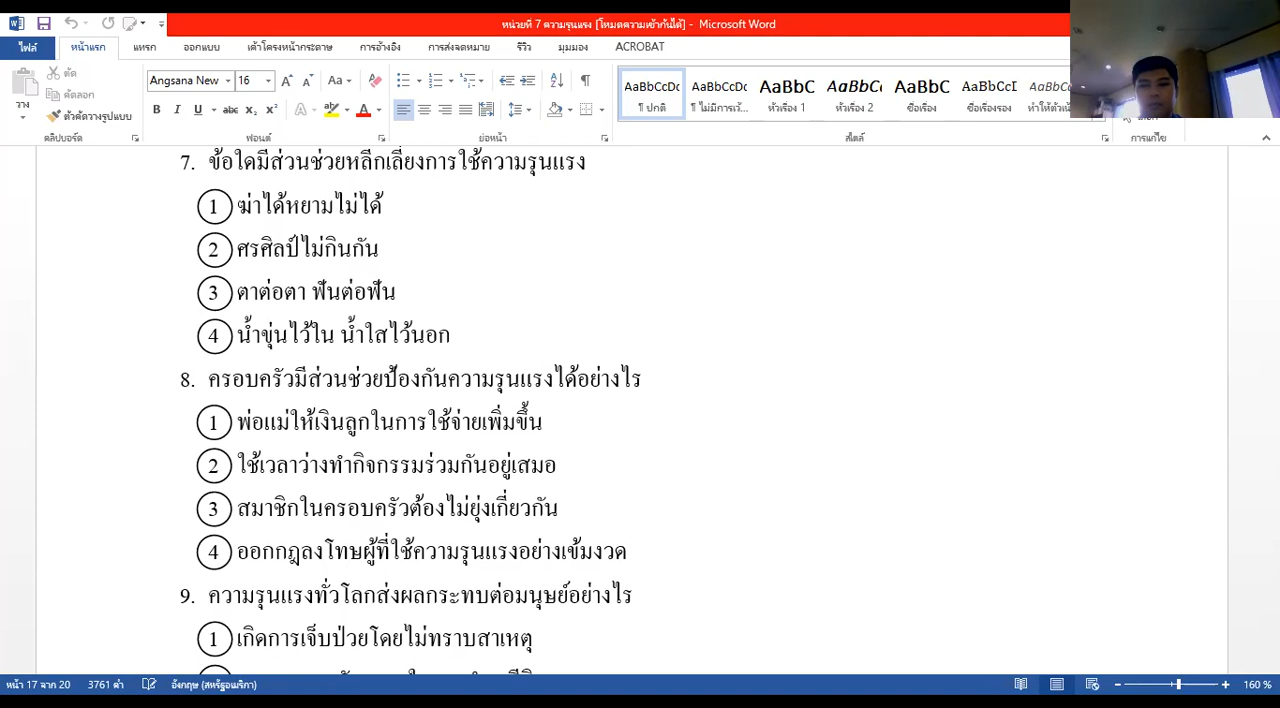 หน่วยที่ 7 ความรุนแรง [โหมดความเข้ากันได้] - Microsoft Word
ไฟล์ หน้าแรก แทรก ออกแบบ เค้าโครงหน้ากระดาษ การอ้างอิง การส่งจดหมาย รีวิว มุมมอง ACROBAT
วาง
ตัด
คัดลอก
ตัวคัดวางรูปแบบ
Angsana New 16
AaBbCcDc AaBbCcDc AaBbC AaBbCc AaBbC AaBbCcI AaBbCcDc
¶ ปกติ ¶ ไม่มีการเว้... หัวเรื่อง 1 หัวเรื่อง 2 ชื่อเรื่อง ชื่อเรื่องรอง ทำให้ตัวเน้...
คลิปบอร์ด ฟอนต์ ย่อหน้า สไตล์ การแก้ไข
7. ข้อใดมีส่วนช่วยหลีกเลี่ยงการใช้ความรุนแรง
1 ฆ่าได้หยามไม่ได้
2 ศรศิลป์ไม่กินกัน
3 ตาต่อตา ฟันต่อฟัน
4 น้ำขุ่นไว้ใน น้ำใสไว้นอก
8. ครอบครัวมีส่วนช่วยป้องกันความรุนแรงได้อย่างไร
1 พ่อแม่ให้เงินลูกในการใช้จ่ายเพิ่มขึ้น
2 ใช้เวลาว่างทำกิจกรรมร่วมกันอยู่เสมอ
3 สมาชิกในครอบครัวต้องไม่ยุ่งเกี่ยวกัน
4 ออกกฎลงโทษผู้ที่ใช้ความรุนแรงอย่างเข้มงวด
9. ความรุนแรงทั่วโลกส่งผลกระทบต่อมนุษย์อย่างไร
1 เกิดการเจ็บป่วยโดยไม่ทราบสาเหตุ
หน้า 17 จาก 20 3761 คำ อังกฤษ (สหรัฐอเมริกา) 160 %